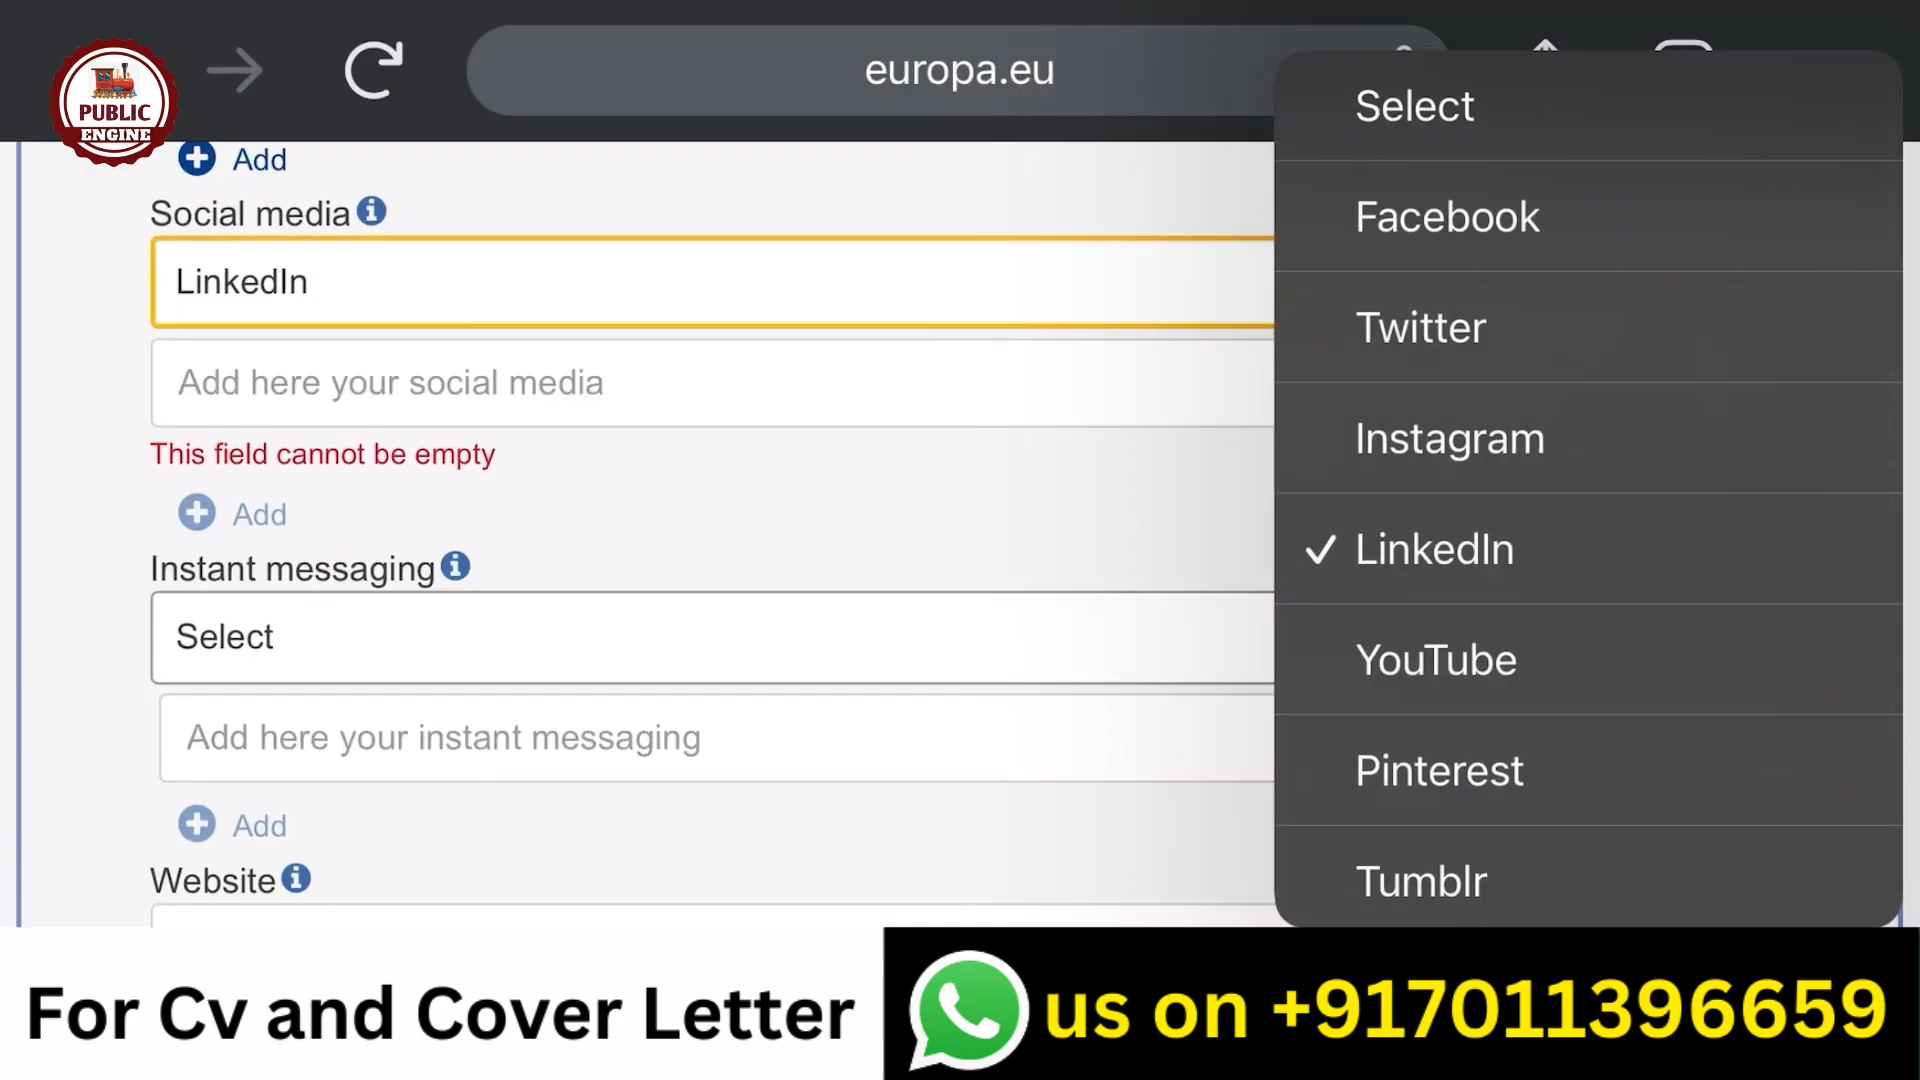 PUBLIC
ENGINE
europa.eu
Add
Social media
LinkedIn
Add here your social media
This field cannot be empty
Add
Instant messaging
Select
Add here your instant messaging
Add
Website
Select
Facebook
Twitter
Instagram
LinkedIn
YouTube
Pinterest
Tumblr
For Cv and Cover Letter
us on +917011396659